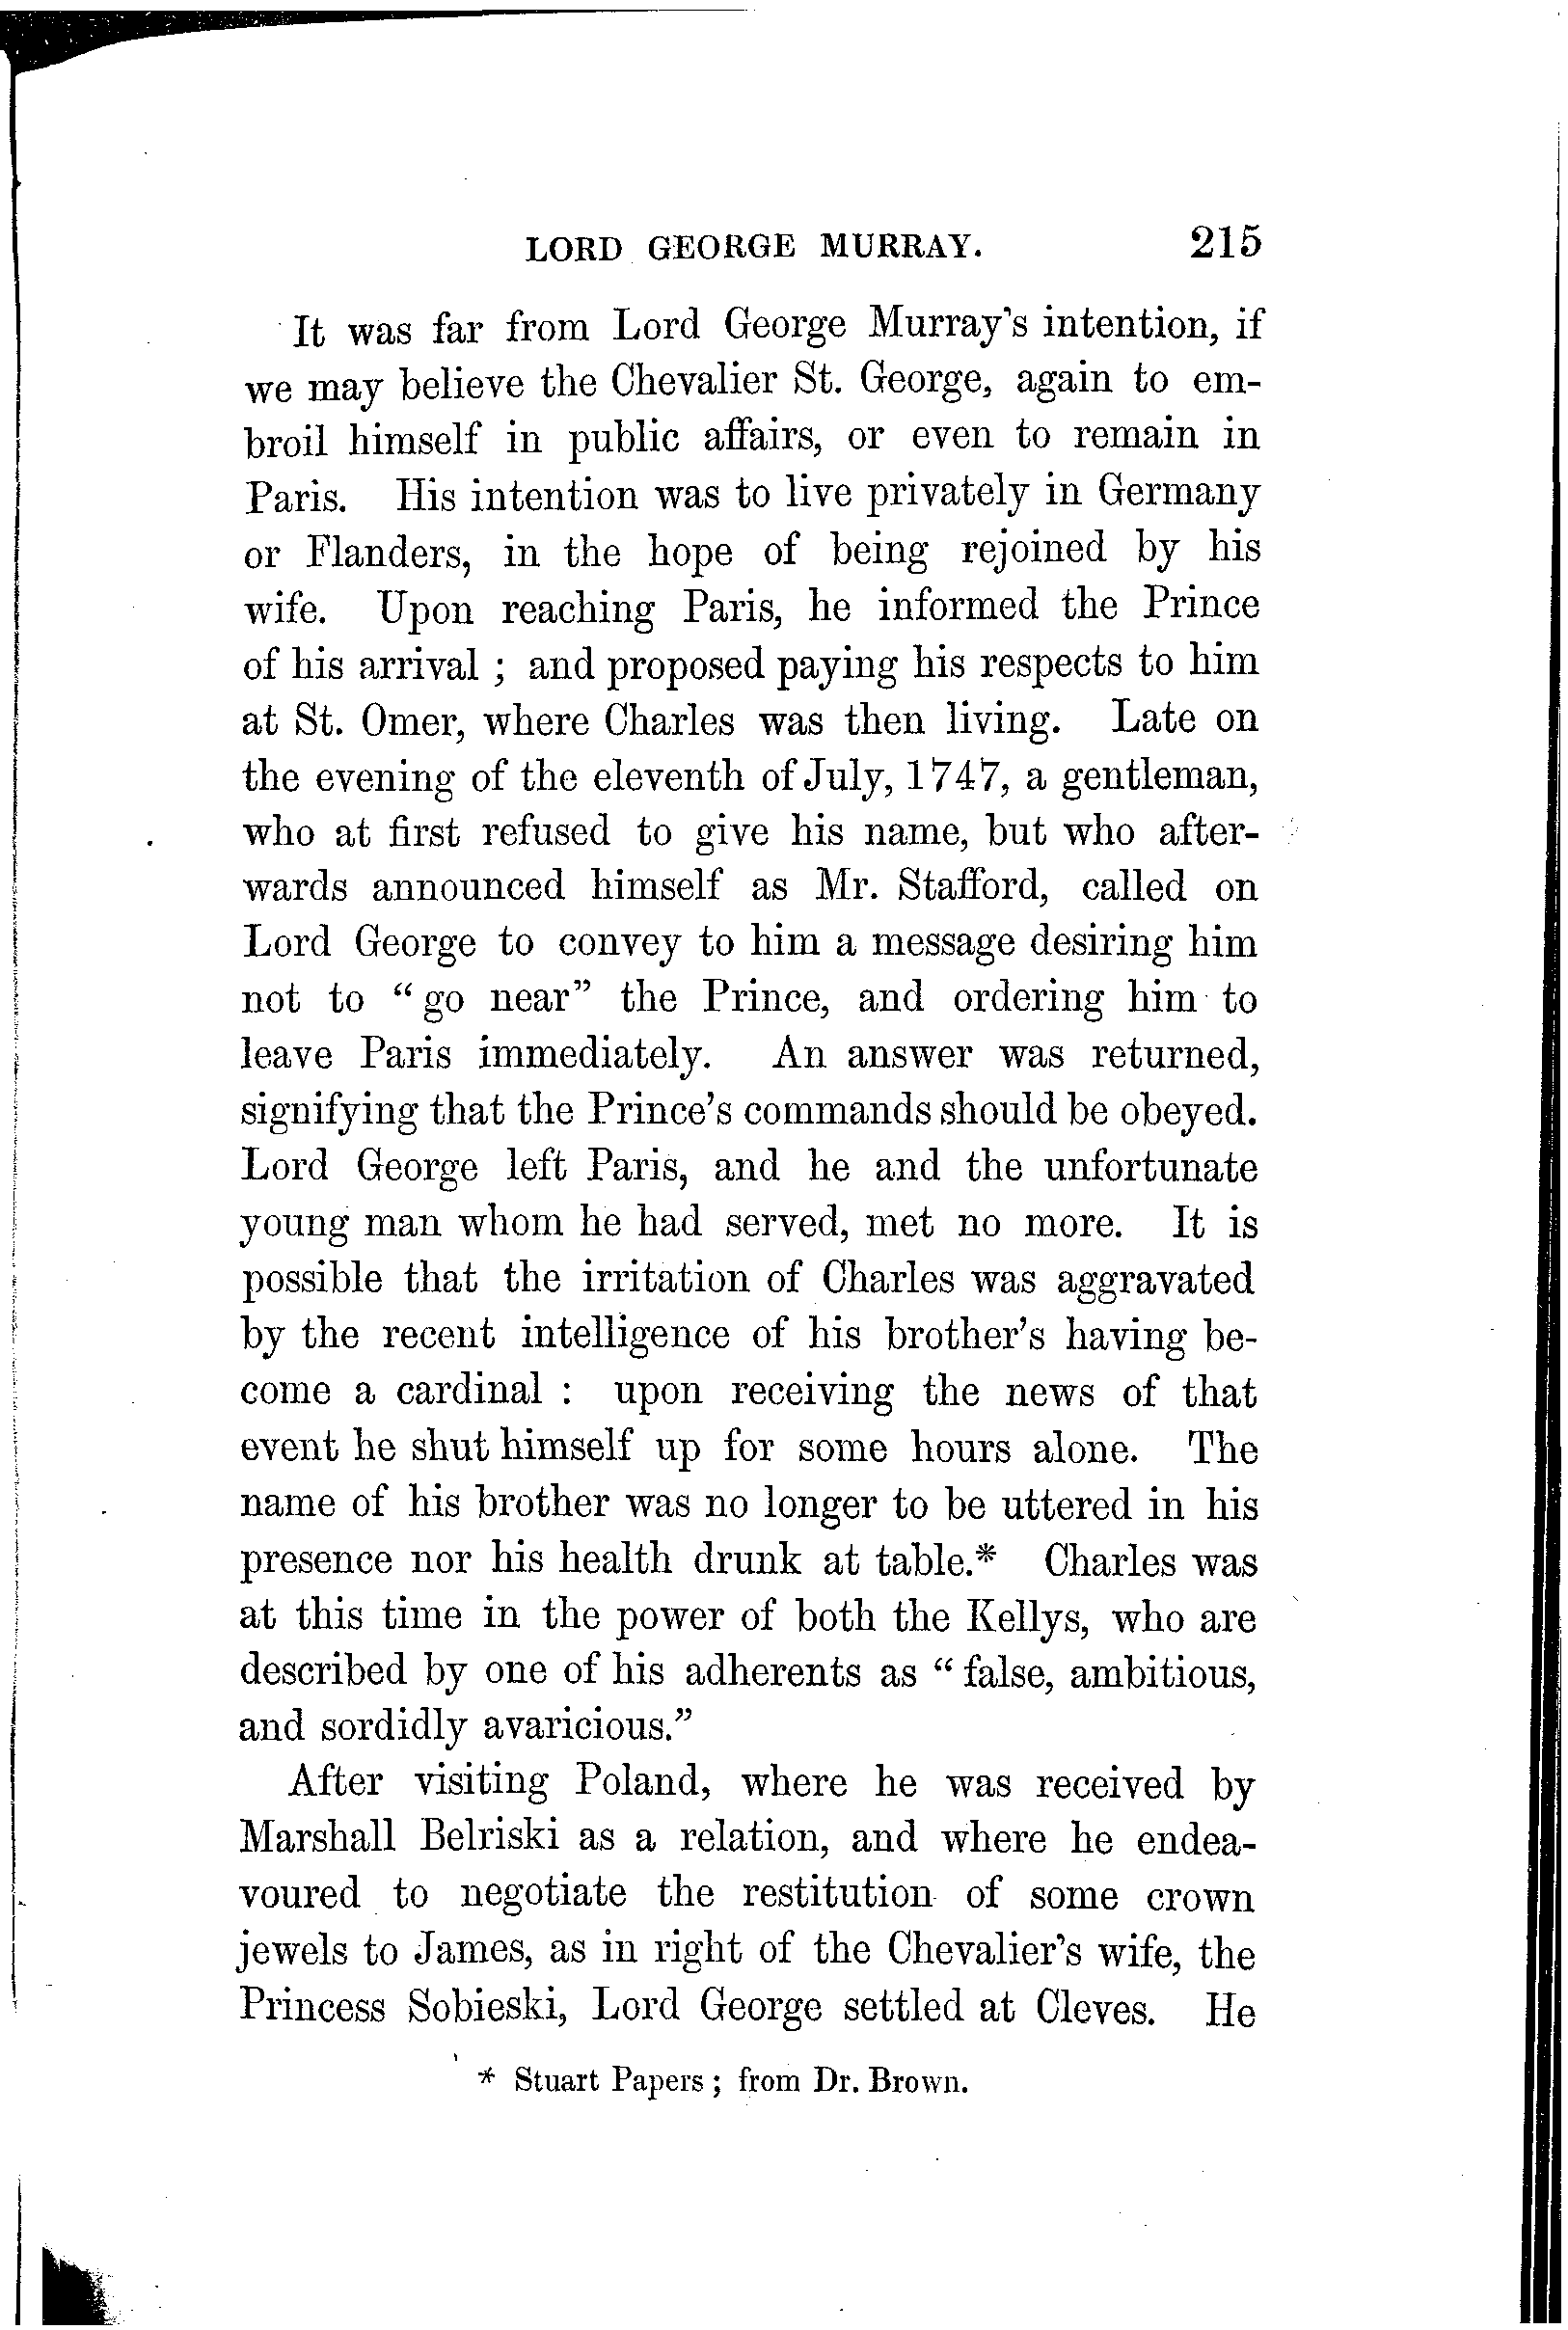 LORD GEORGE MURRAY. 215
It was far from Lord George Murray's intention, if
we may believe the Chevalier St. George, again to em-
broil himself in public affairs, or even to remain in
Paris. His intention was to live privately in Germany
or Flanders, in the hope of being rejoined by his
wife. Upon reaching Paris, he informed the Prince
of his arrival ; and proposed paying his respects to him
at St. Omer, where Charles was then living. Late on
the evening of the eleventh of July, 1747, a gentleman,
who at first refused to give his name, but who after-
wards announced himself as Mr. Stafford, called on
Lord George to convey to him a message desiring him
not to “ go near” the Prince, and ordering him to
leave Paris immediately. An answer was returned,
signifying that the Prince's commands should be obeyed.
Lord George left Paris, and he and the unfortunate
young man whom he had served, met no more. It is
possible that the irritation of Charles was aggravated
by the recent intelligence of his brother's having be-
come a cardinal : upon receiving the news of that
event he shut himself up for some hours alone. The
name of his brother was no longer to be uttered in his
presence nor his health drunk at table.* Charles was
at this time in the power of both the Kellys, who are
described by one of his adherents as “ false, ambitious,
and sordidly avaricious.”
After visiting Poland, where he was received by
Marshall Belriski as a relation, and where he endea-
voured to negotiate the restitution of some crown
jewels to James, as in right of the Chevalier's wife, the
Princess Sobieski, Lord George settled at Cleves. He
* Stuart Papers ; from Dr. Brown.